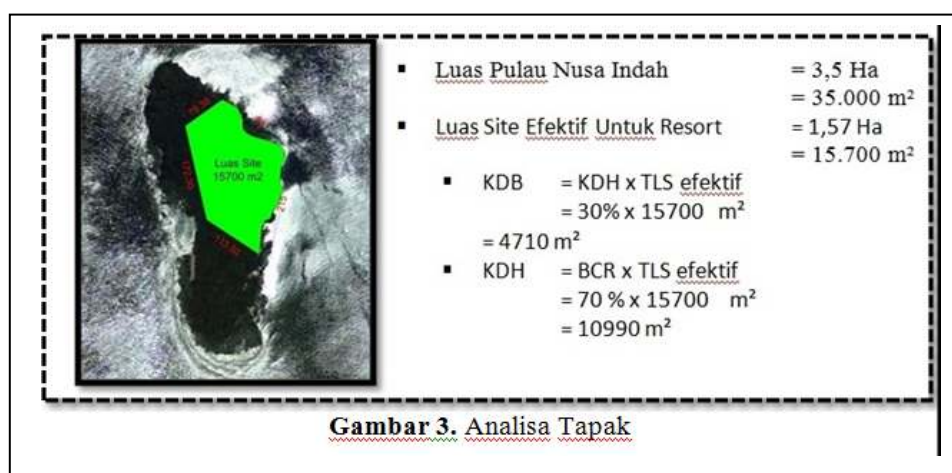 Luas Site
15700 m2
▪ Luas Pulau Nusa Indah = 3,5 Ha
= 35.000 m²
▪ Luas Site Efektif Untuk Resort = 1,57 Ha
= 15.700 m²
▪ KDB = KDH x TLS efektif
= 30% x 15700 m²
= 4710 m²
▪ KDH = BCR x TLS efektif
= 70 % x 15700 m²
= 10990 m²
Gambar 3. Analisa Tapak